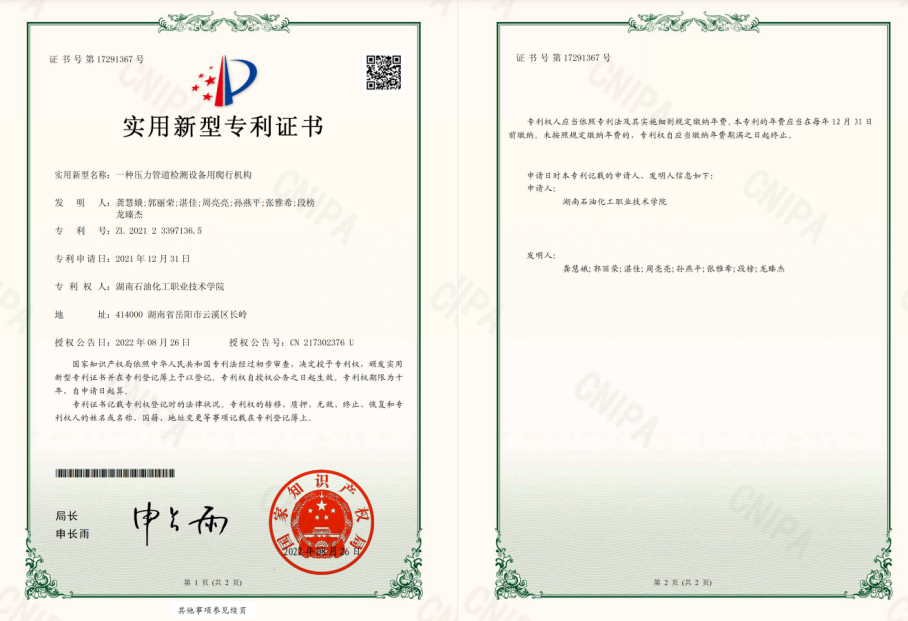 证书号第17291367号
实用新型专利证书
实用新型名称：一种压力管道检测设备用爬行机构
发明人：龚慧娥;郭丽荣;湛佳;周亮亮;孙燕平;张雅希;段榜
龙臻杰
专利号：ZL 2021 2 3397136.5
专利申请日：2021年12月31日
专利权人：湖南石油化工职业技术学院
地址：414000 湖南省岳阳市云溪区长岭
授权公告日：2022年08月26日 授权公告号：CN 217302376 U
国家知识产权局依照中华人民共和国专利法经过初步审查，决定授予专利权，颁发实用
新型专利证书并在专利登记簿上予以登记。专利权自授权公告之日起生效。专利权期限为十
年，自申请日起算。
专利证书记载专利权登记时的法律状况。专利权的转移、质押、无效、终止、恢复和专
利权人的姓名或名称、国籍、地址变更等事项记载在专利登记簿上。
局长
申长雨
申长雨
国家知识产权局
2022年08月26日
第 1 页 (共 2 页)
其他事项参见续页
证书号第17291367号
专利权人应当依照专利法及其实施细则规定缴纳年费。本专利的年费应当在每年12月31日
前缴纳。未按照规定缴纳年费的，专利权自应当缴纳年费期满之日起终止。
申请日时本专利记载的申请人、发明人信息如下：
申请人：
湖南石油化工职业技术学院
发明人：
龚慧娥;郭丽荣;湛佳;周亮亮;孙燕平;张雅希;段榜;龙臻杰
第 2 页 (共 2 页)
CNIPA